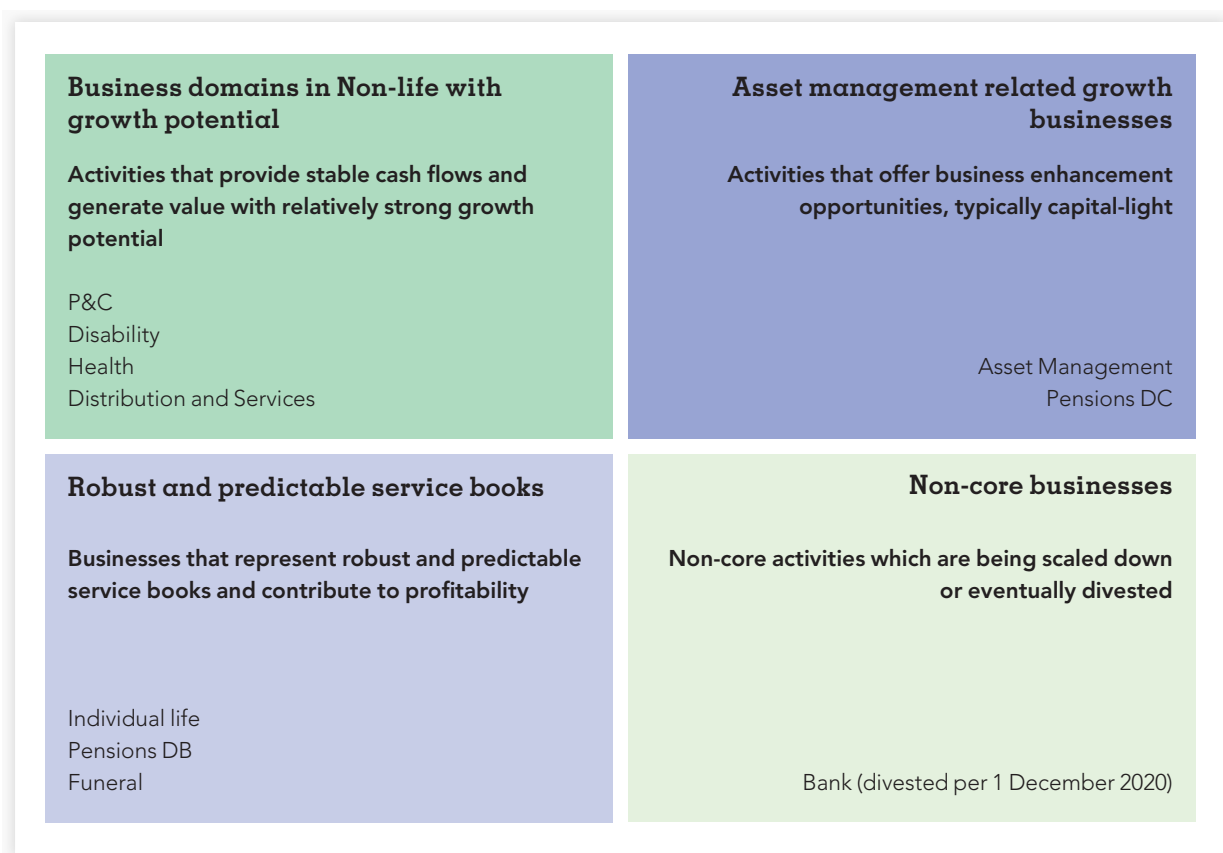 Business domains in Non-life with
growth potential
Activities that provide stable cash flows and
generate value with relatively strong growth
potential
P&C
Disability
Health
Distribution and Services
Asset management related growth
businesses
Activities that offer business enhancement
opportunities, typically capital-light
Asset Management
Pensions DC
Robust and predictable service books
Businesses that represent robust and predictable
service books and contribute to profitability
Individual life
Pensions DB
Funeral
Non-core businesses
Non-core activities which are being scaled down
or eventually divested
Bank (divested per 1 December 2020)